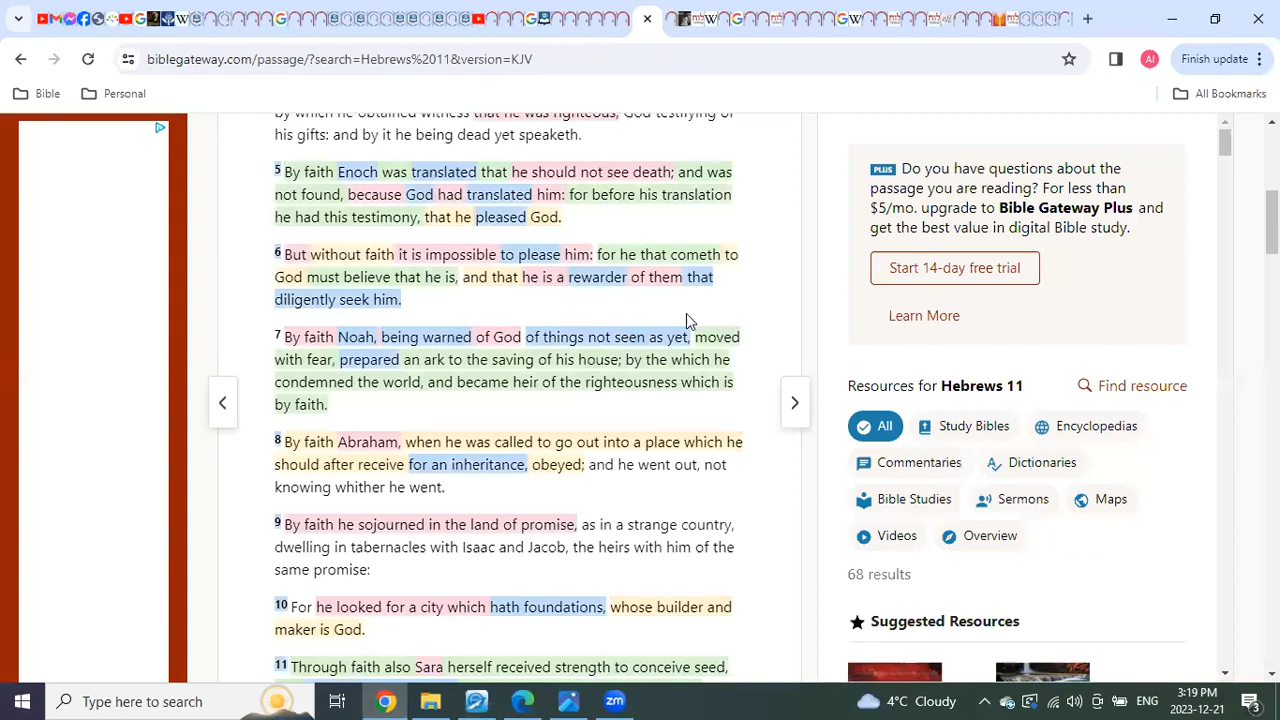 biblegateway.com/passage/?search=Hebrews%2011&version=KJV
AI
Finish update
Bible
Personal
All Bookmarks
by which he obtained witness that he was righteous, God testifying of
his gifts: and by it he being dead yet speaketh.
5 By faith Enoch was translated that he should not see death; and was
not found, because God had translated him: for before his translation
he had this testimony, that he pleased God.
6 But without faith it is impossible to please him: for he that cometh to
God must believe that he is, and that he is a rewarder of them that
diligently seek him.
7 By faith Noah, being warned of God of things not seen as yet, moved
with fear, prepared an ark to the saving of his house; by the which he
condemned the world, and became heir of the righteousness which is
by faith.
8 By faith Abraham, when he was called to go out into a place which he
should after receive for an inheritance, obeyed; and he went out, not
knowing whither he went.
9 By faith he sojourned in the land of promise, as in a strange country,
dwelling in tabernacles with Isaac and Jacob, the heirs with him of the
same promise:
10 For he looked for a city which hath foundations, whose builder and
maker is God.
11 Through faith also Sara herself received strength to conceive seed,
PLUS Do you have questions about the
passage you are reading? For less than
$5/mo. upgrade to Bible Gateway Plus and
get the best value in digital Bible study.
Start 14-day free trial
Learn More
Resources for Hebrews 11
Find resource
All
Study Bibles
Encyclopedias
Commentaries
Dictionaries
Bible Studies
Sermons
Maps
Videos
Overview
68 results
Suggested Resources
Type here to search
zm
4°C Cloudy
ENG
3:19 PM
2023-12-21
3